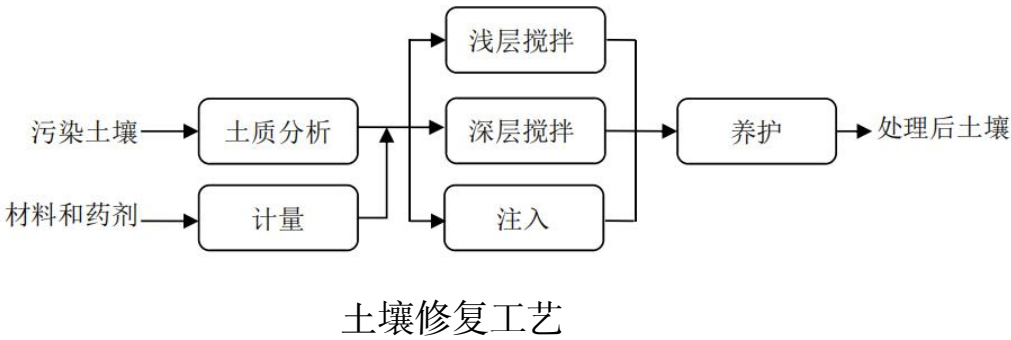 浅层搅拌
污染土壤
土质分析
深层搅拌
养护
处理后土壤
材料和药剂
计量
注入
土壤修复工艺